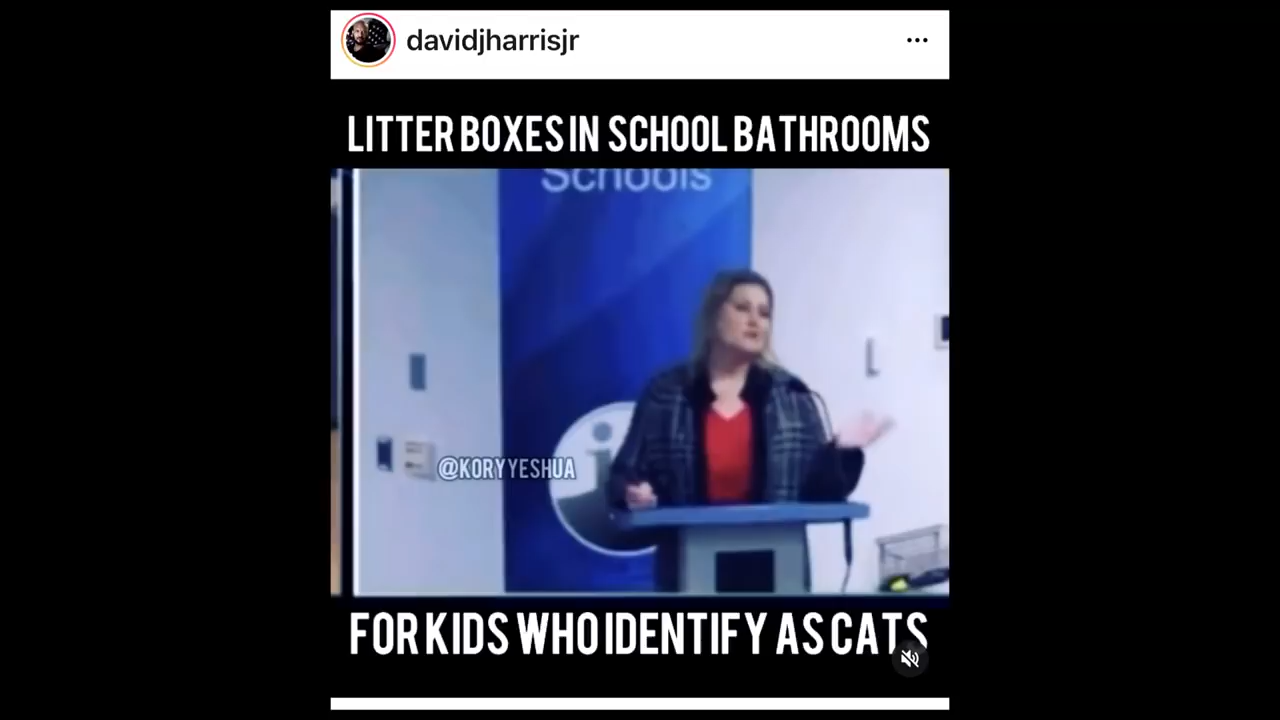 davidjharrisjr
LITTER BOXES IN SCHOOL BATHROOMS
Schools
@KORYYESHUA
FOR KIDS WHO IDENTIFY AS CATS